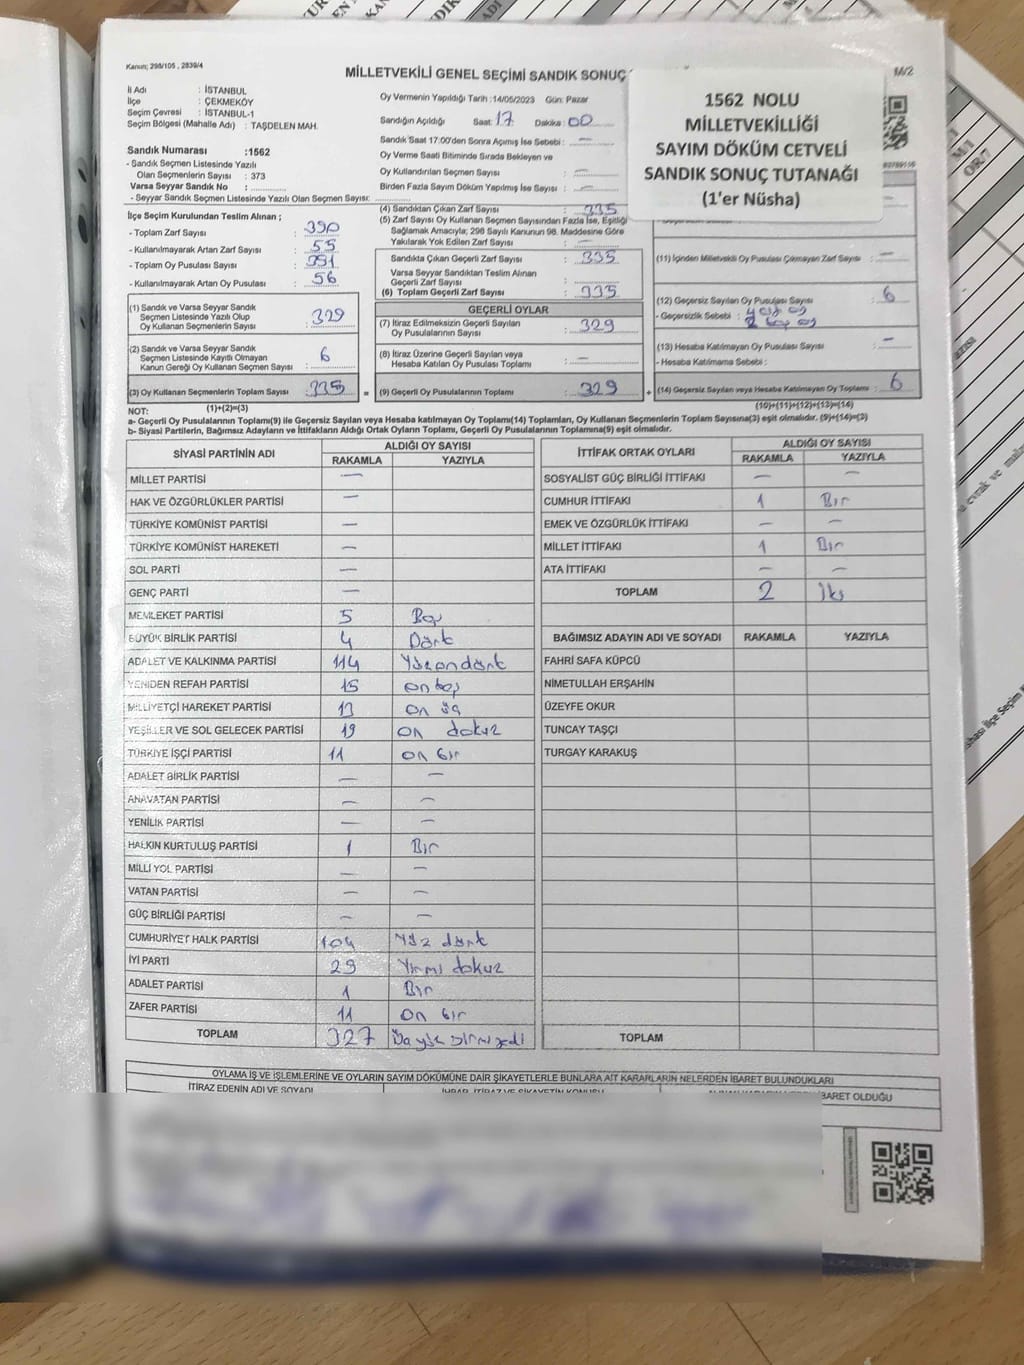 Kanun; 298/105 , 2839/4
MİLLETVEKİLİ GENEL SEÇİMİ SANDIK SONUÇ
M/2
1562 NOLU
MİLLETVEKİLLİĞİ
SAYIM DÖKÜM CETVELİ
SANDIK SONUÇ TUTANAĞI
(1'er Nüsha)
İl Adı : İSTANBUL
İlçe : ÇEKMEKÖY
Seçim Çevresi : İSTANBUL-1
Seçim Bölgesi (Mahalle Adı) : TAŞDELEN MAH.
Sandık Numarası :1562
- Sandık Seçmen Listesinde Yazılı
Olan Seçmenlerin Sayısı : 373
Varsa Seyyar Sandık No :
- Seyyar Sandık Seçmen Listesinde Yazılı Olan Seçmen Sayısı:
Oy Vermenin Yapıldığı Tarih :14/05/2023 Gün: Pazar
Sandığın Açıldığı Saat: 17 Dakika: 00
Sandık Saat 17:00'den Sonra Açılmış İse Sebebi : —
Oy Verme Saati Bitiminde Sırada Bekleyen ve
Oy Kullandırılan Seçmen Sayısı : —
Birden Fazla Sayım Döküm Yapılmış İse Sayısı : —
İlçe Seçim Kurulundan Teslim Alınan ;
- Toplam Zarf Sayısı : 390
- Kullanılmayarak Artan Zarf Sayısı : 55
- Toplam Oy Pusulası Sayısı : 391
- Kullanılmayarak Artan Oy Pusulası : 56
(4) Sandıktan Çıkan Zarf Sayısı : 335
(5) Zarf Sayısı Oy Kullanan Seçmen Sayısından Fazla İse, Eşitliği
Sağlamak Amacıyla; 298 Sayılı Kanunun 98. Maddesine Göre
Yakılarak Yok Edilen Zarf Sayısı : —
Sandıkta Çıkan Geçerli Zarf Sayısı : 335
Varsa Seyyar Sandıktan Teslim Alınan
Geçerli Zarf Sayısı :
(6) Toplam Geçerli Zarf Sayısı : 335
(11) İçinden Milletvekili Oy Pusulası Çıkmayan Zarf Sayısı : —
(1) Sandık ve Varsa Seyyar Sandık
Seçmen Listesinde Yazılı Olup
Oy Kullanan Seçmenlerin Sayısı : 329
(2) Sandık ve Varsa Seyyar Sandık
Seçmen Listesinde Kayıtlı Olmayan
Kanun Gereği Oy Kullanan Seçmen Sayısı : 6
(3) Oy Kullanan Seçmenlerin Toplam Sayısı : 335
(1)+(2)=(3)
GEÇERLİ OYLAR
(7) İtiraz Edilmeksizin Geçerli Sayılan
Oy Pusulalarının Sayısı : 329
(8) İtiraz Üzerine Geçerli Sayılan veya
Hesaba Katılan Oy Pusulası Toplamı : —
= (9) Geçerli Oy Pusulalarının Toplamı : 329
(12) Geçersiz Sayılan Oy Pusulası Sayısı : 6
- Geçersizlik Sebebi :
(13) Hesaba Katılmayan Oy Pusulası Sayısı : —
- Hesaba Katılmama Sebebi :
+ (14) Geçersiz Sayılan veya Hesaba Katılmayan Oy Toplamı : 6
(10)+(11)+(12)+(13)=(14)
NOT:
a- Geçerli Oy Pusulalarının Toplamı(9) ile Geçersiz Sayılan veya Hesaba katılmayan Oy Toplamı(14) Toplamları, Oy Kullanan Seçmenlerin Toplam Sayısına(3) eşit olmalıdır. (9)+(14)=(3)
b- Siyasi Partilerin, Bağımsız Adayların ve İttifakların Aldığı Ortak Oyların Toplamı, Geçerli Oy Pusulalarının Toplamına(9) eşit olmalıdır.
SİYASİ PARTİNİN ADI ALDIĞI OY SAYISI
RAKAMLA YAZIYLA
MİLLET PARTİSİ —
HAK VE ÖZGÜRLÜKLER PARTİSİ —
TÜRKİYE KOMÜNİST PARTİSİ —
TÜRKİYE KOMÜNİST HAREKETİ —
SOL PARTİ —
GENÇ PARTİ —
MEMLEKET PARTİSİ 5 Beş
BÜYÜK BİRLİK PARTİSİ 4 Dört
ADALET VE KALKINMA PARTİSİ 114 Yüzondört
YENİDEN REFAH PARTİSİ 15 onbeş
MİLLİYETÇİ HAREKET PARTİSİ 13 on üç
YEŞİLLER VE SOL GELECEK PARTİSİ 19 on dokuz
TÜRKİYE İŞÇİ PARTİSİ 11 on bir
ADALET BİRLİK PARTİSİ — —
ANAVATAN PARTİSİ — —
YENİLİK PARTİSİ — —
HALKIN KURTULUŞ PARTİSİ 1 Bir
MİLLİ YOL PARTİSİ — —
VATAN PARTİSİ — —
GÜÇ BİRLİĞİ PARTİSİ — —
CUMHURİYET HALK PARTİSİ 104 Yüz dört
İYİ PARTİ 29 Yirmi dokuz
ADALET PARTİSİ 1 Bir
ZAFER PARTİSİ 11 on bir
TOPLAM 327 Üçyüz yirmiyedi
İTTİFAK ORTAK OYLARI ALDIĞI OY SAYISI
RAKAMLA YAZIYLA
SOSYALİST GÜÇ BİRLİĞİ İTTİFAKI — —
CUMHUR İTTİFAKI 1 Bir
EMEK VE ÖZGÜRLÜK İTTİFAKI — —
MİLLET İTTİFAKI 1 Bir
ATA İTTİFAKI — —
TOPLAM 2 İki
BAĞIMSIZ ADAYIN ADI VE SOYADI RAKAMLA YAZIYLA
FAHRİ SAFA KÜPCÜ
NİMETULLAH ERŞAHİN
ÜZEYFE OKUR
TUNCAY TAŞÇI
TURGAY KARAKUŞ
TOPLAM
OYLAMA İŞ VE İŞLEMLERİNE VE OYLARIN SAYIM DÖKÜMÜNE DAİR ŞİKAYETLERLE BUNLARA AİT KARARLARIN NELERDEN İBARET BULUNDUKLARI
İTİRAZ EDENİN ADI VE SOYADI
İBARET OLDUĞU